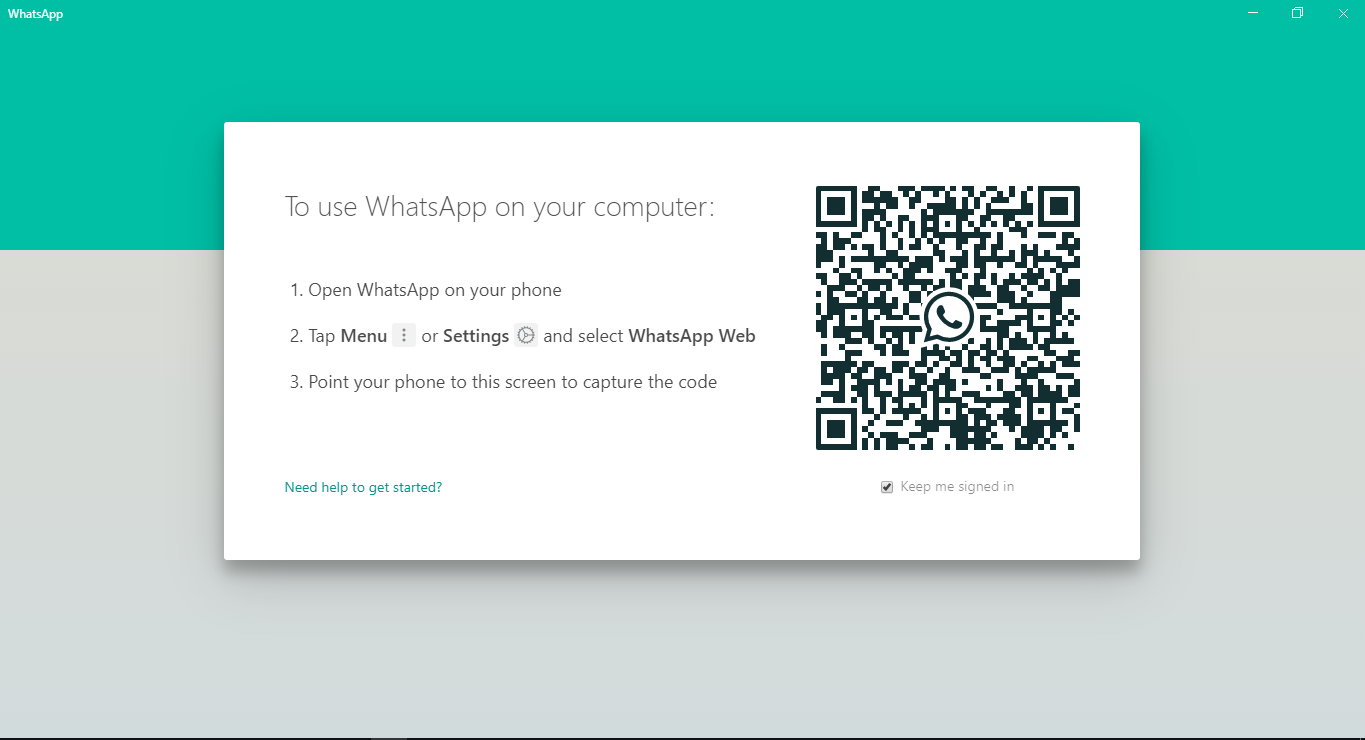 WhatsApp
To use WhatsApp on your computer:
1. Open WhatsApp on your phone
2. Tap Menu or Settings and select WhatsApp Web
3. Point your phone to this screen to capture the code
Need help to get started?
Keep me signed in